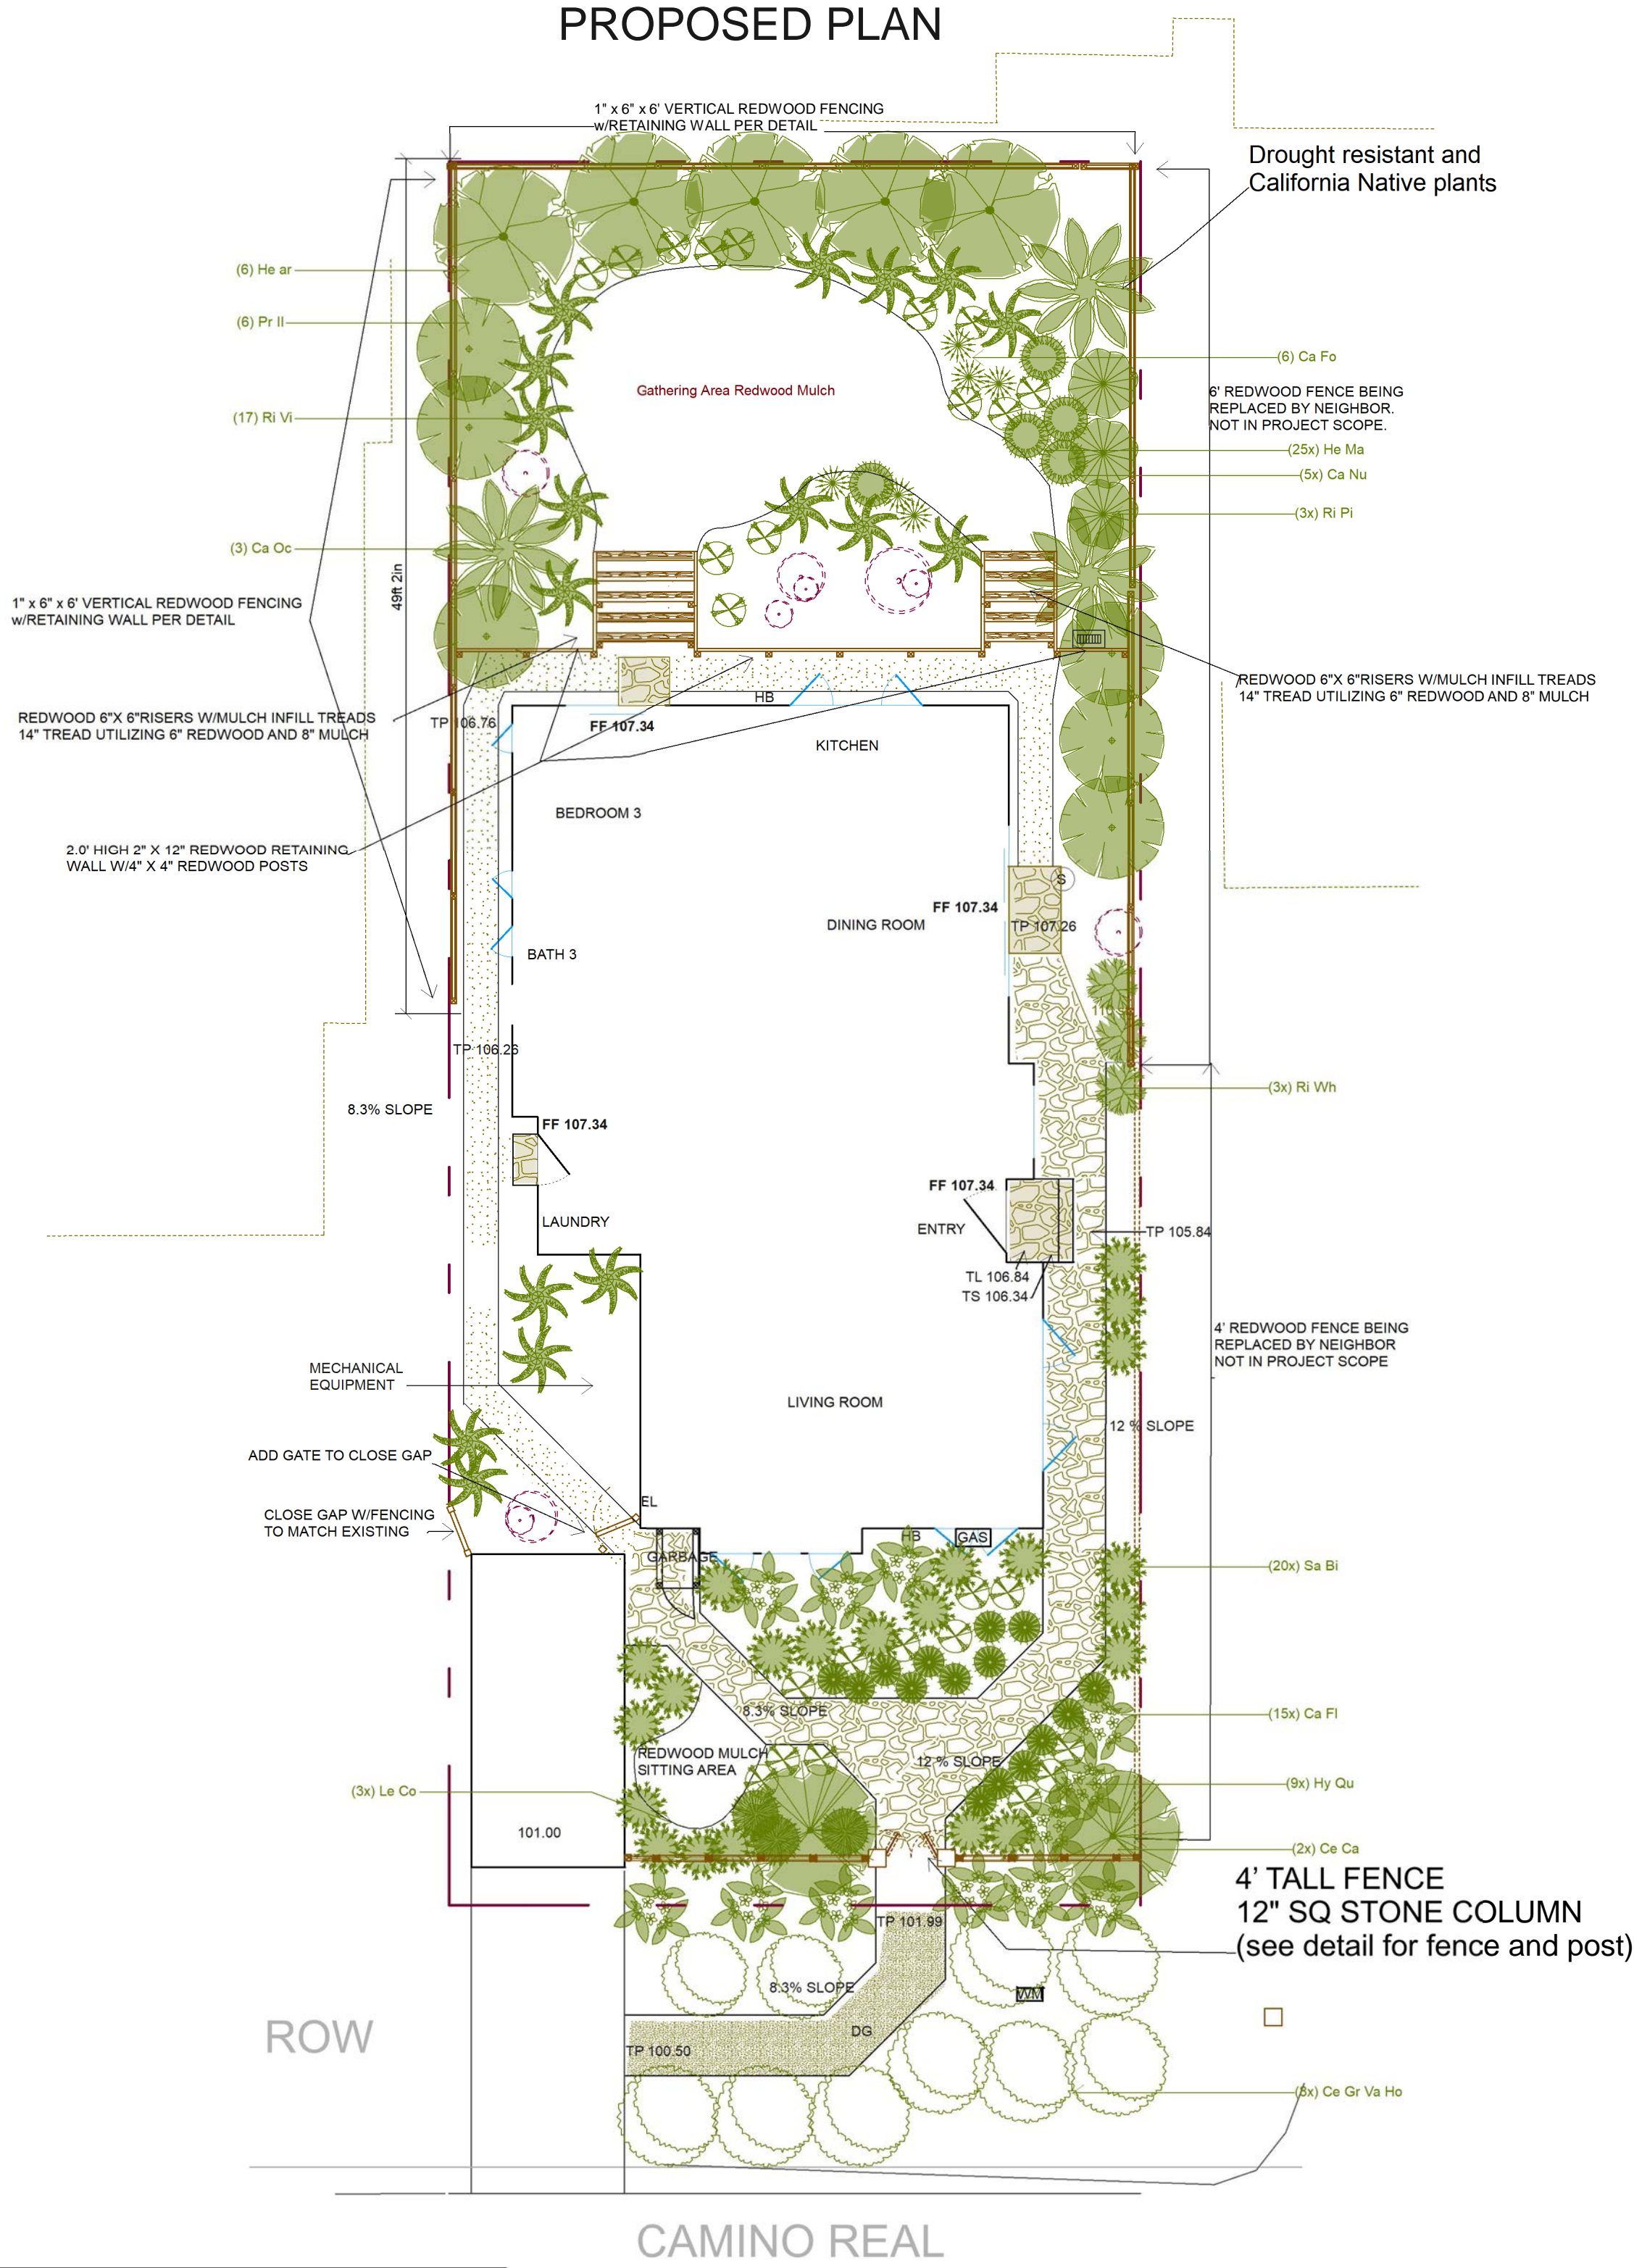 PROPOSED PLAN
1" x 6" x 6' VERTICAL REDWOOD FENCING
w/RETAINING WALL PER DETAIL
Drought resistant and
California Native plants
(6) He ar
(6) Pr Il
(6) Ca Fo
Gathering Area Redwood Mulch
6' REDWOOD FENCE BEING
REPLACED BY NEIGHBOR.
NOT IN PROJECT SCOPE.
(17) Ri Vi
(25x) He Ma
(5x) Ca Nu
(3x) Ri Pi
(3) Ca Oc
49ft 2in
1" x 6" x 6' VERTICAL REDWOOD FENCING
w/RETAINING WALL PER DETAIL
REDWOOD 6"X 6"RISERS W/MULCH INFILL TREADS
14" TREAD UTILIZING 6" REDWOOD AND 8" MULCH
HB
REDWOOD 6"X 6"RISERS W/MULCH INFILL TREADS
14" TREAD UTILIZING 6" REDWOOD AND 8" MULCH
TP 106.76
FF 107.34
KITCHEN
BEDROOM 3
2.0' HIGH 2" X 12" REDWOOD RETAINING
WALL W/4" X 4" REDWOOD POSTS
S
FF 107.34
DINING ROOM
TP 107.26
BATH 3
TP 106.26
(3x) Ri Wh
8.3% SLOPE
FF 107.34
FF 107.34
LAUNDRY
ENTRY
TP 105.84
TL 106.84
TS 106.34
4' REDWOOD FENCE BEING
REPLACED BY NEIGHBOR
NOT IN PROJECT SCOPE
MECHANICAL
EQUIPMENT
LIVING ROOM
12 % SLOPE
ADD GATE TO CLOSE GAP
EL
CLOSE GAP W/FENCING
TO MATCH EXISTING
HB
GAS
GARBAGE
(20x) Sa Bi
8.3% SLOPE
(15x) Ca Fl
REDWOOD MULCH
SITTING AREA
12 % SLOPE
(3x) Le Co
(9x) Hy Qu
101.00
(2x) Ce Ca
4' TALL FENCE
12" SQ STONE COLUMN
(see detail for fence and post)
TP 101.99
8.3% SLOPE
WM
DG
ROW
TP 100.50
(8x) Ce Gr Va Ho
CAMINO REAL